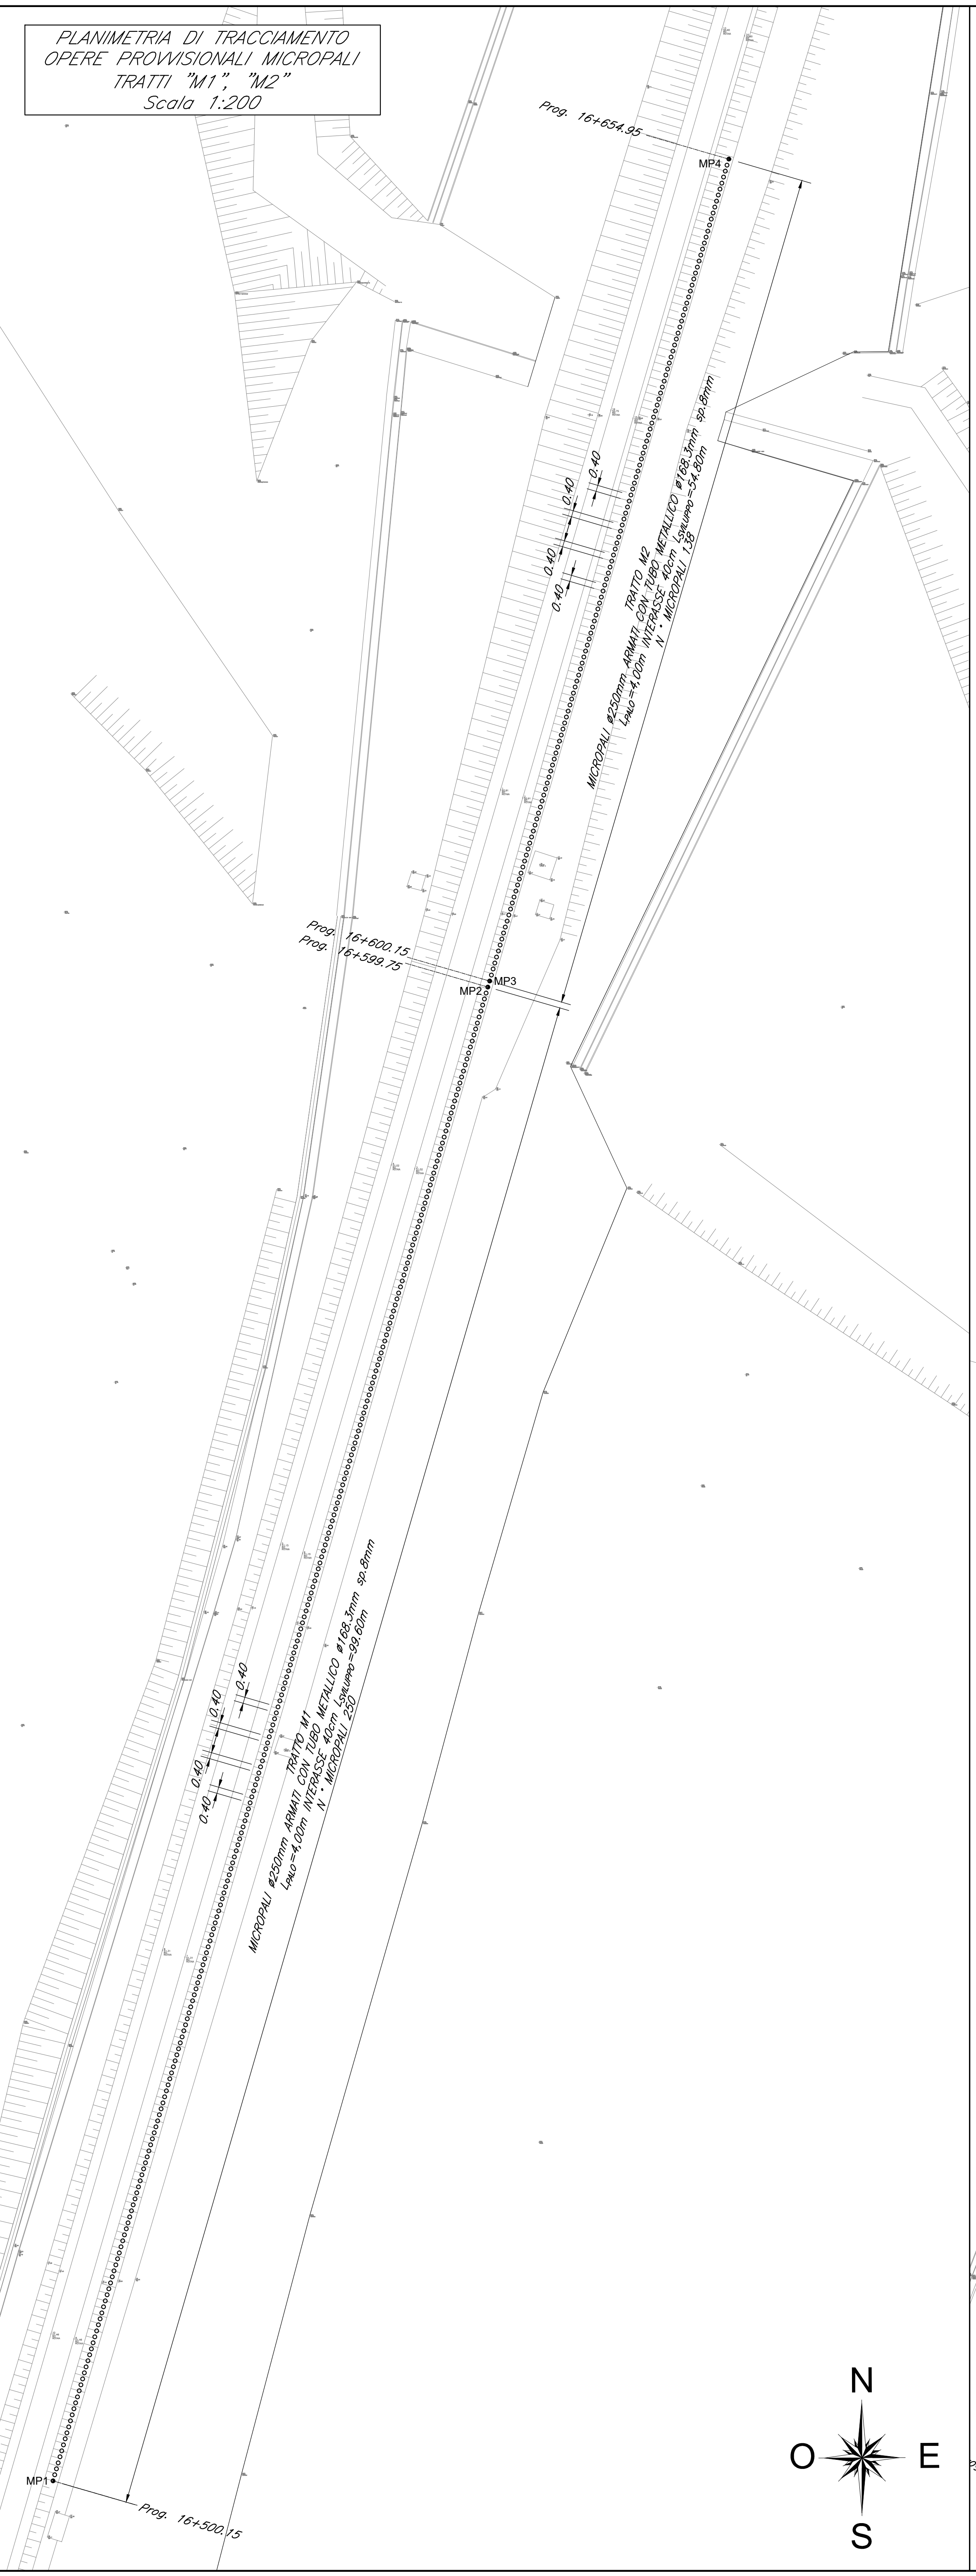 PLANIMETRIA DI TRACCIAMENTO
OPERE PROVVISIONALI MICROPALI
TRATTI "M1", "M2"
Scala 1:200
Prog. 16+654.95
MP4
0.40
0.40
0.40
0.40
TRATTO M2
MICROPALI ø250mm ARMATI CON TUBO METALLICO ø168.3mm sp.8mm
LPALO=4,00m INTERASSE 40cm LSVILUPPO=54.80m
N° MICROPALI 138
Prog. 16+600.15
Prog. 16+599.75
MP3
MP2
0.40
0.40
0.40
0.40
TRATTO M1
MICROPALI ø250mm ARMATI CON TUBO METALLICO ø168.3mm sp.8mm
LPALO=4,00m INTERASSE 40cm LSVILUPPO=99.60m
N° MICROPALI 250
MP1
Prog. 16+500.15
N
O E
S